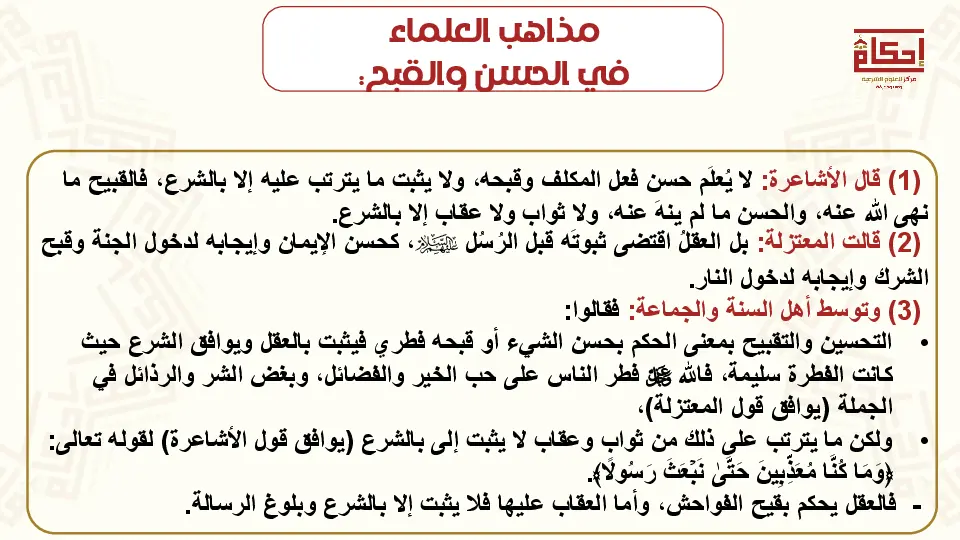 مذاهب العلماء
في الحسن والقبح:
إحكام
مركز للعلوم الشرعية
(1) قال الأشاعرة: لا يُعلَم حسن فعل المكلف وقبحه، ولا يثبت ما يترتب عليه إلا بالشرع، فالقبيح ما
نهى الله عنه، والحسن ما لم ينهَ عنه، ولا ثواب ولا عقاب إلا بالشرع.
(2) قالت المعتزلة: بل العقلُ اقتضى ثبوتَه قبل الرُسُل عليهم السلام، كحسن الإيمان وإيجابه لدخول الجنة وقبح
الشرك وإيجابه لدخول النار.
(3) وتوسط أهل السنة والجماعة: فقالوا:
• التحسين والتقبيح بمعنى الحكم بحسن الشيء أو قبحه فطري فيثبت بالعقل ويوافق الشرع حيث
كانت الفطرة سليمة، فالله ﷻ فطر الناس على حب الخير والفضائل، وبغض الشر والرذائل في
الجملة (يوافق قول المعتزلة)،
• ولكن ما يترتب على ذلك من ثواب وعقاب لا يثبت إلى بالشرع (يوافق قول الأشاعرة) لقوله تعالى:
﴿وَمَا كُنَّا مُعَذِّبِينَ حَتَّىٰ نَبْعَثَ رَسُولًا﴾.
- فالعقل يحكم بقيح الفواحش، وأما العقاب عليها فلا يثبت إلا بالشرع وبلوغ الرسالة.